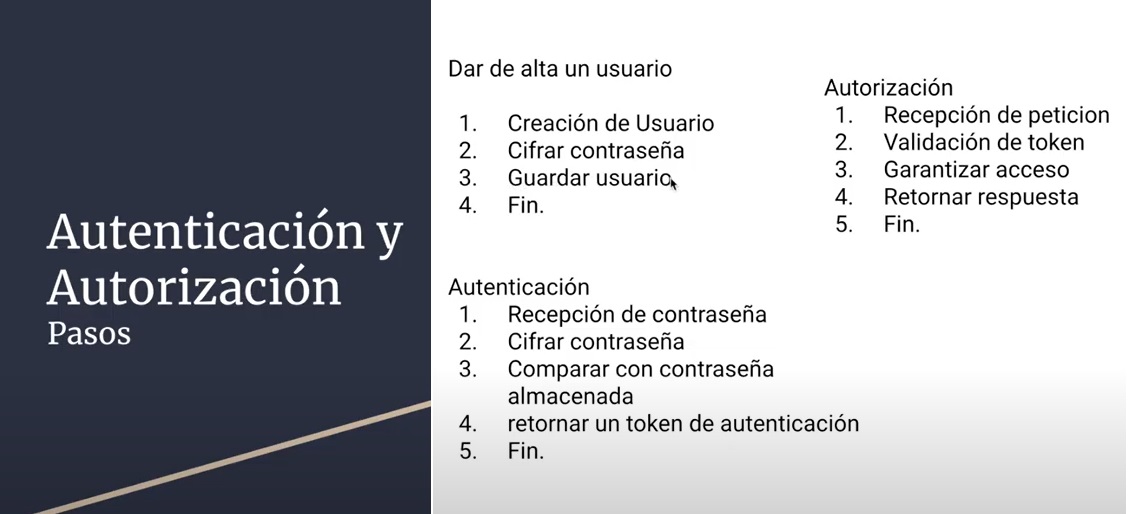 Autenticación y
Autorización
Pasos
Dar de alta un usuario
1. Creación de Usuario
2. Cifrar contraseña
3. Guardar usuario
4. Fin.
Autenticación
1. Recepción de contraseña
2. Cifrar contraseña
3. Comparar con contraseña
almacenada
4. retornar un token de autenticación
5. Fin.
Autorización
1. Recepción de peticion
2. Validación de token
3. Garantizar acceso
4. Retornar respuesta
5. Fin.